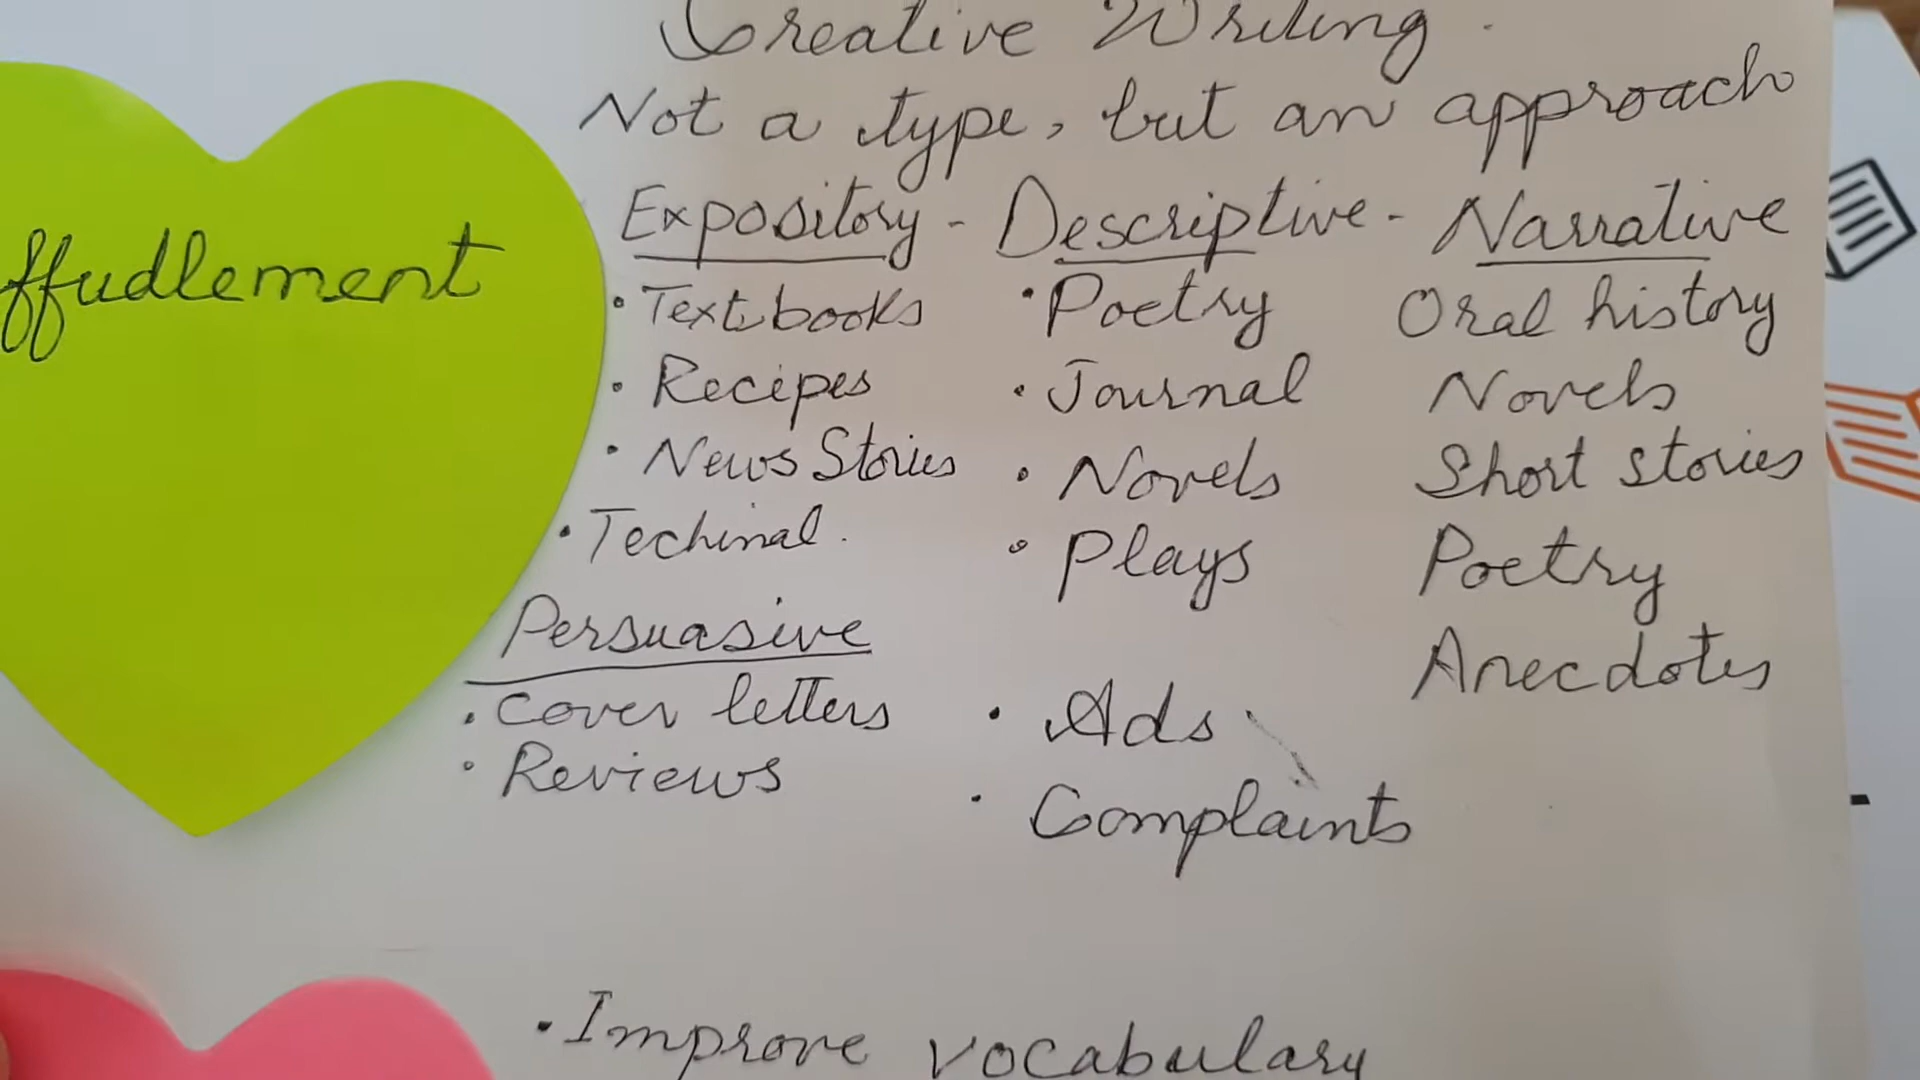 Creative Writing.
Not a type, but an approach
Expository - Descriptive - Narrative
• Textbooks • Poetry Oral history
• Recipes • Journal Novels
• News Stories • Novels Short stories
• Techinal. • Plays Poetry
Anecdotes
Persuasive
• Cover letters • Ads
• Reviews • Complaints
• Improve vocabulary
ffudlement